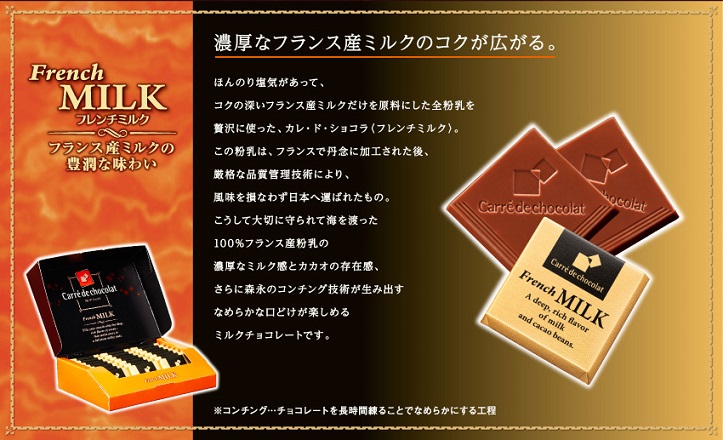 濃厚なフランス産ミルクのコクが広がる。
French
MILK
フレンチミルク
フランス産ミルクの
豊潤な味わい
ほんのり塩気があって、
コクの深いフランス産ミルクだけを原料にした全粉乳を
贅沢に使った、カレ・ド・ショコラ〈フレンチミルク〉。
この粉乳は、フランスで丹念に加工された後、
厳格な品質管理技術により、
風味を損なわず日本へ運ばれたもの。
こうして大切に守られて海を渡った
100%フランス産粉乳の
濃厚なミルク感とカカオの存在感、
さらに森永のコンチング技術が生み出す
なめらかな口どけが楽しめる
ミルクチョコレートです。
Carré de chocolat
Carré de chocolat
French MILK
A deep, rich flavor
of milk
and cacao beans.
Carré de chocolat
French MILK
※コンチング…チョコレートを長時間練ることでなめらかにする工程